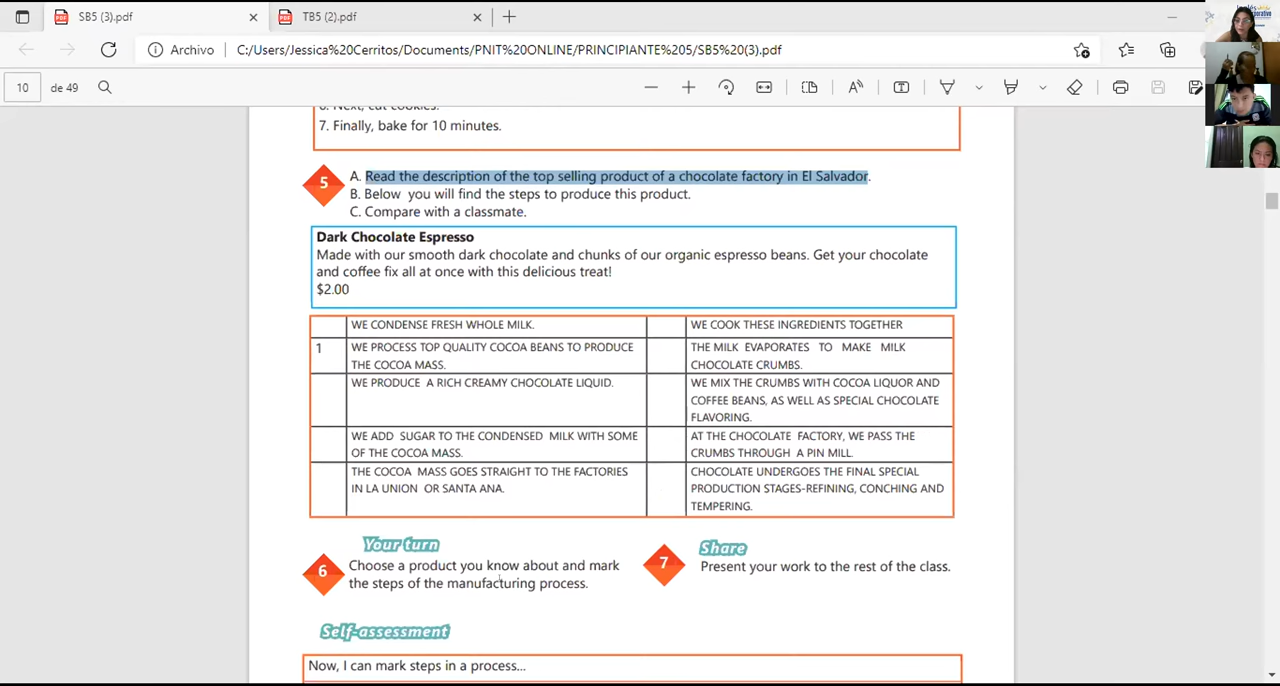 SB5 (3).pdf
TB5 (2).pdf
Archivo
C:/Users/Jessica%20Cerritos/Documents/PNIT%20ONLINE/PRINCIPIANTE%205/SB5%20(3).pdf
10
de 49
6. Next, cut cookies.
7. Finally, bake for 10 minutes.
5
A. Read the description of the top selling product of a chocolate factory in El Salvador.
B. Below you will find the steps to produce this product.
C. Compare with a classmate.
Dark Chocolate Espresso
Made with our smooth dark chocolate and chunks of our organic espresso beans. Get your chocolate
and coffee fix all at once with this delicious treat!
$2.00
WE CONDENSE FRESH WHOLE MILK.
WE COOK THESE INGREDIENTS TOGETHER
1
WE PROCESS TOP QUALITY COCOA BEANS TO PRODUCE
THE COCOA MASS.
THE MILK EVAPORATES TO MAKE MILK
CHOCOLATE CRUMBS.
WE PRODUCE A RICH CREAMY CHOCOLATE LIQUID.
WE MIX THE CRUMBS WITH COCOA LIQUOR AND
COFFEE BEANS, AS WELL AS SPECIAL CHOCOLATE
FLAVORING.
WE ADD SUGAR TO THE CONDENSED MILK WITH SOME
OF THE COCOA MASS.
AT THE CHOCOLATE FACTORY, WE PASS THE
CRUMBS THROUGH A PIN MILL.
THE COCOA MASS GOES STRAIGHT TO THE FACTORIES
IN LA UNION OR SANTA ANA.
CHOCOLATE UNDERGOES THE FINAL SPECIAL
PRODUCTION STAGES-REFINING, CONCHING AND
TEMPERING.
Your turn
6
Choose a product you know about and mark
the steps of the manufacturing process.
Share
7
Present your work to the rest of the class.
Self-assessment
Now, I can mark steps in a process...